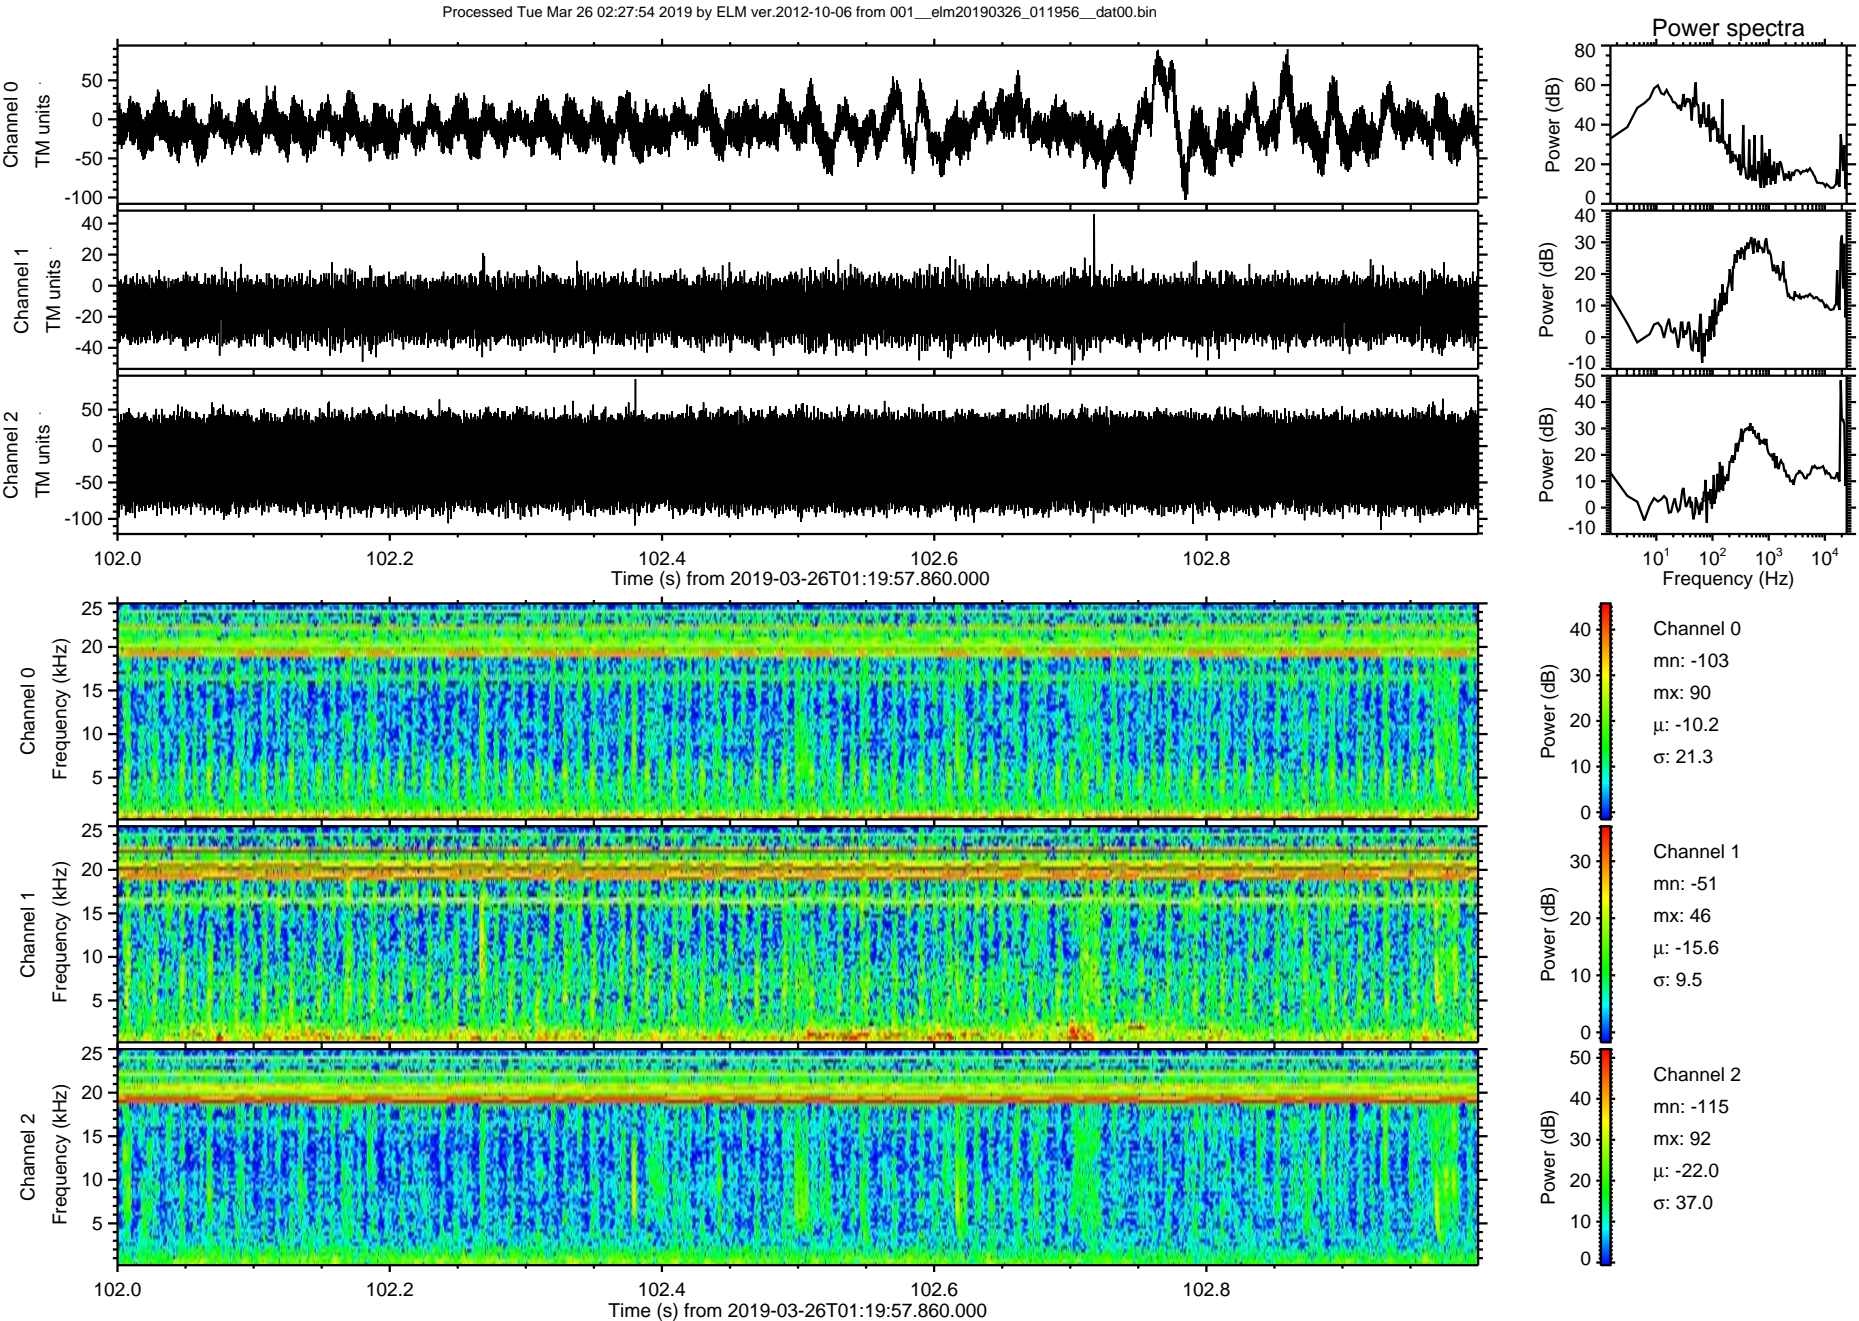 Processed Tue Mar 26 02:27:54 2019 by ELM ver.2012-10-06 from 001__elm20190326_011956__dat00.bin
Power spectra
Channel 0
TM units
50
0
-50
-100
Power (dB)
80
60
40
20
0
Channel 1
TM units
40
20
0
-20
-40
Power (dB)
40
30
20
10
0
-10
Channel 2
TM units
50
0
-50
-100
Power (dB)
50
40
30
20
10
0
-10
102.0 102.2 102.4 102.6 102.8
Time (s) from 2019-03-26T01:19:57.860.000
10¹ 10² 10³ 10⁴
Frequency (Hz)
Channel 0
Frequency (kHz)
25
20
15
10
5
Power (dB)
40
30
20
10
0
Channel 0
mn: -103
mx: 90
μ: -10.2
σ: 21.3
Channel 1
Frequency (kHz)
25
20
15
10
5
Power (dB)
30
20
10
0
Channel 1
mn: -51
mx: 46
μ: -15.6
σ: 9.5
Channel 2
Frequency (kHz)
25
20
15
10
5
Power (dB)
50
40
30
20
10
0
Channel 2
mn: -115
mx: 92
μ: -22.0
σ: 37.0
102.0 102.2 102.4 102.6 102.8
Time (s) from 2019-03-26T01:19:57.860.000